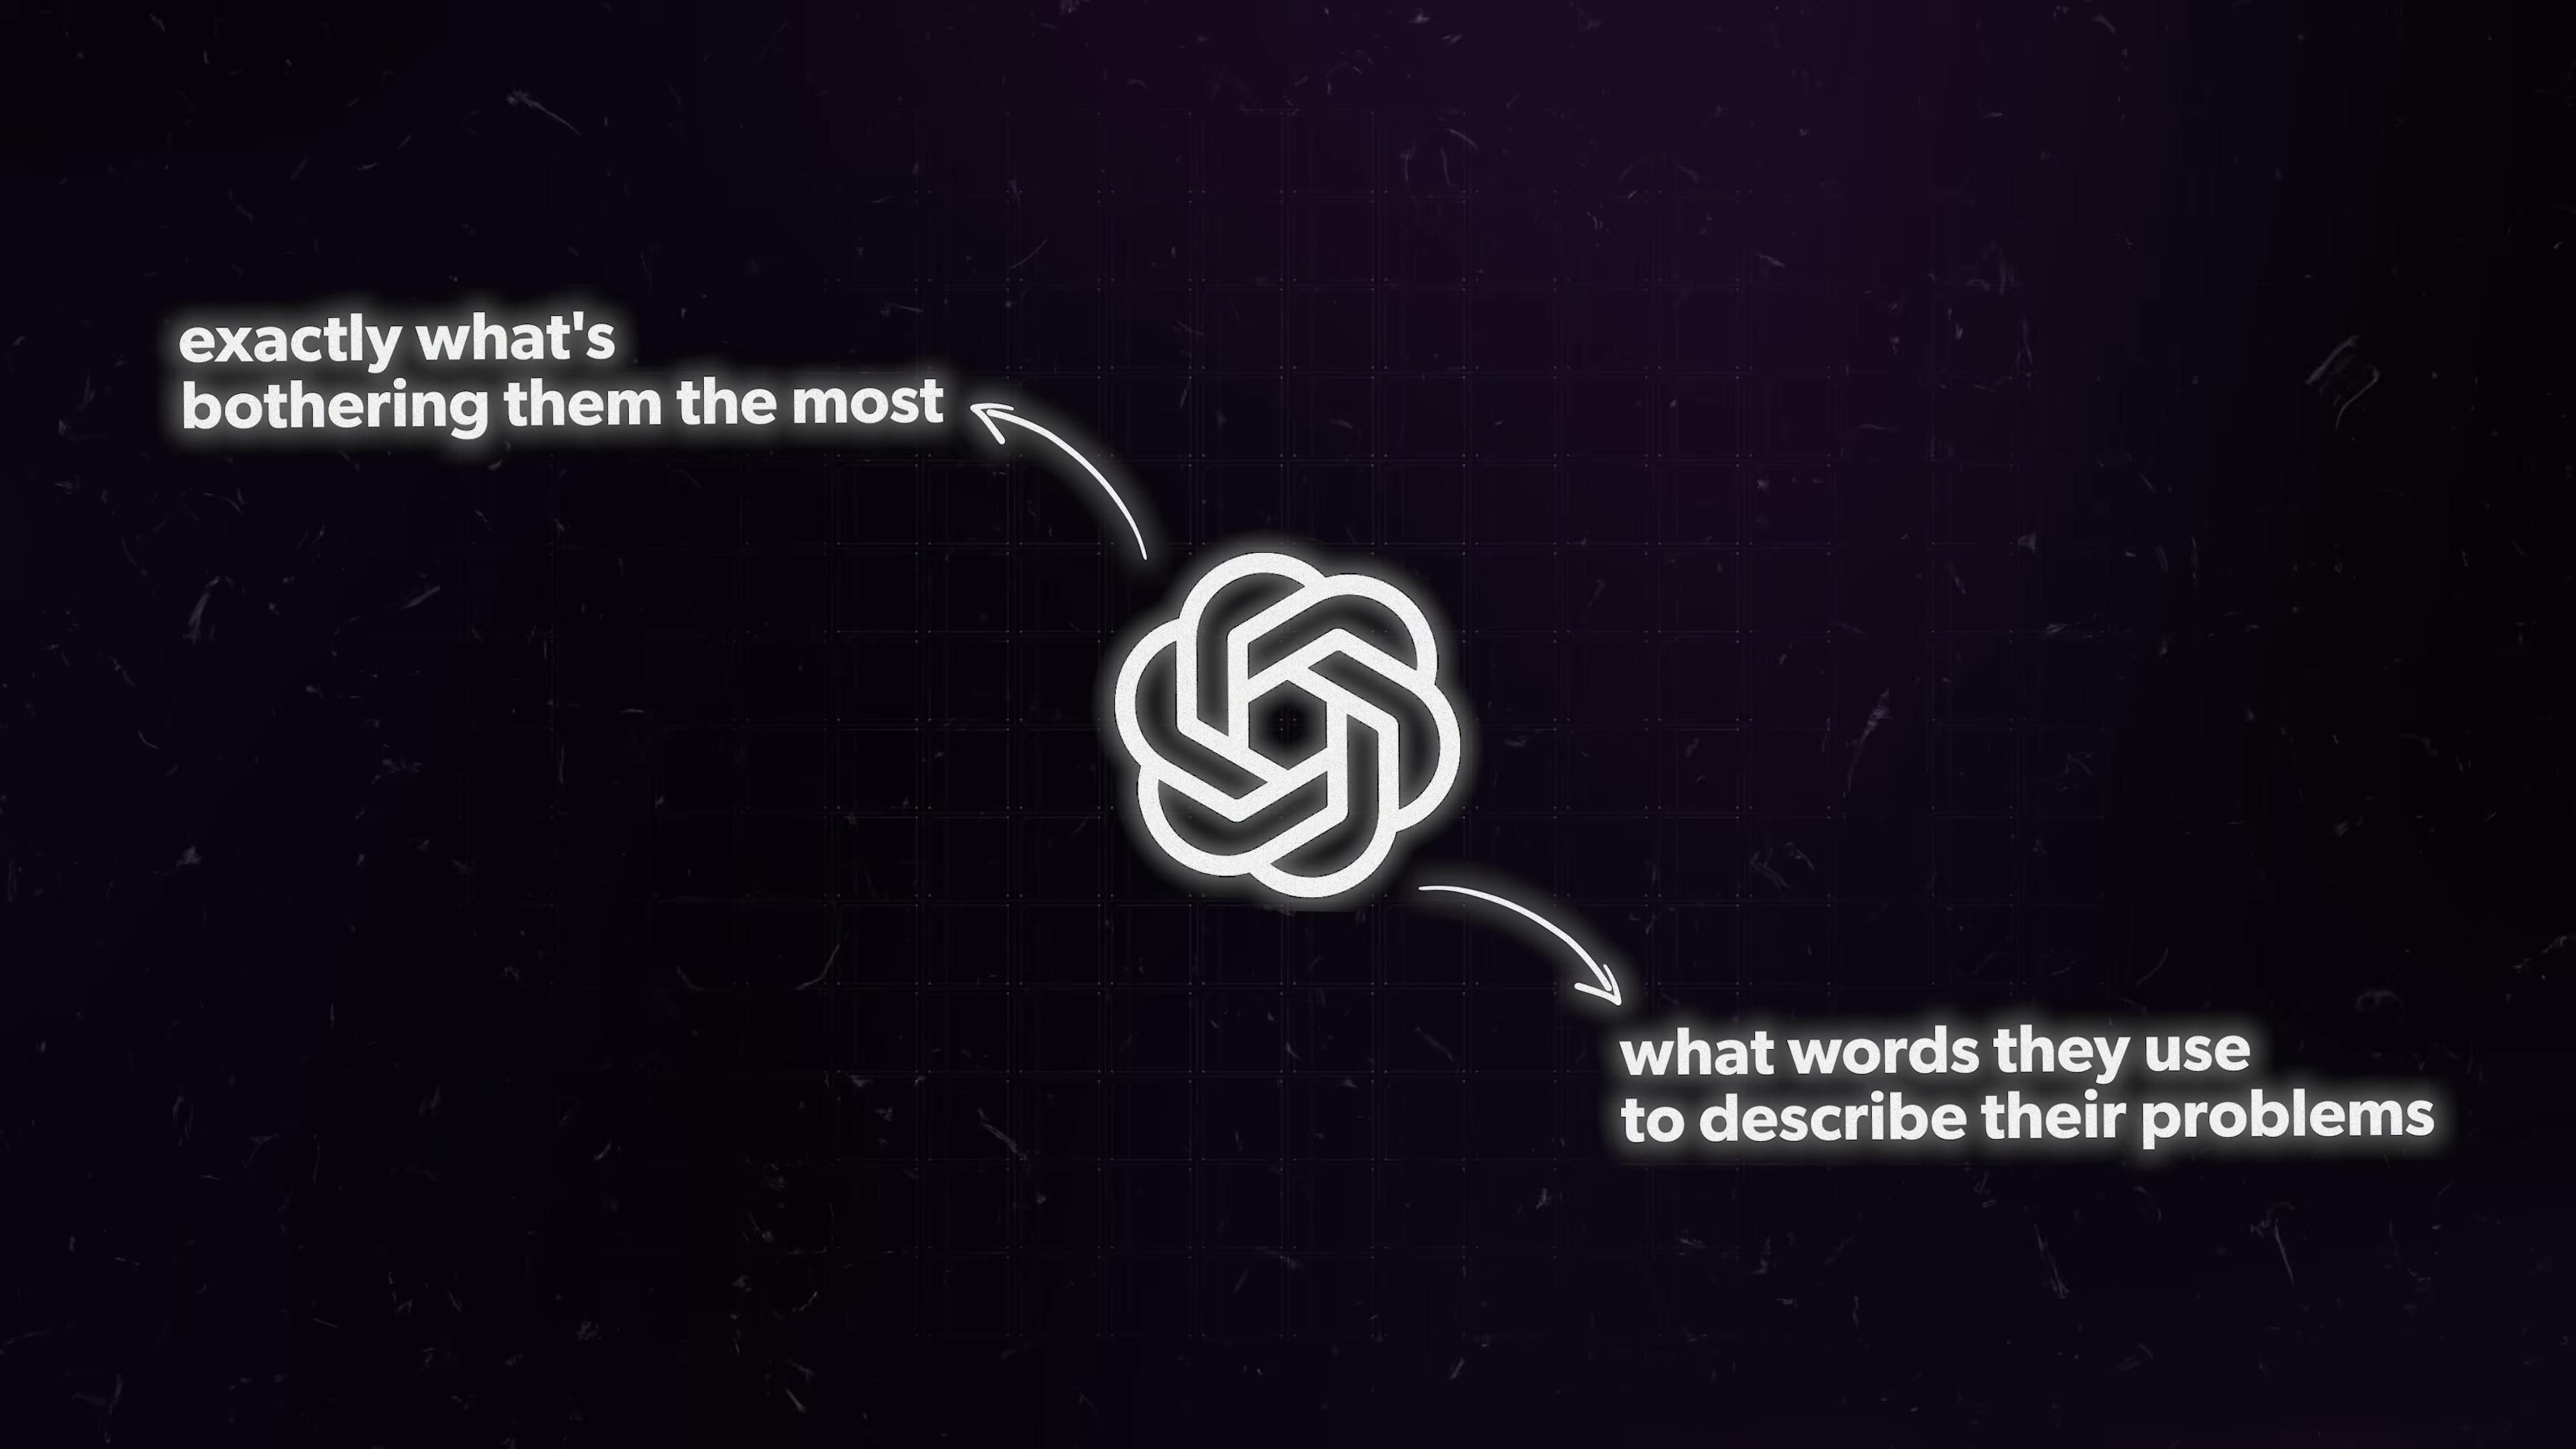 exactly what's
bothering them the most
what words they use
to describe their problems